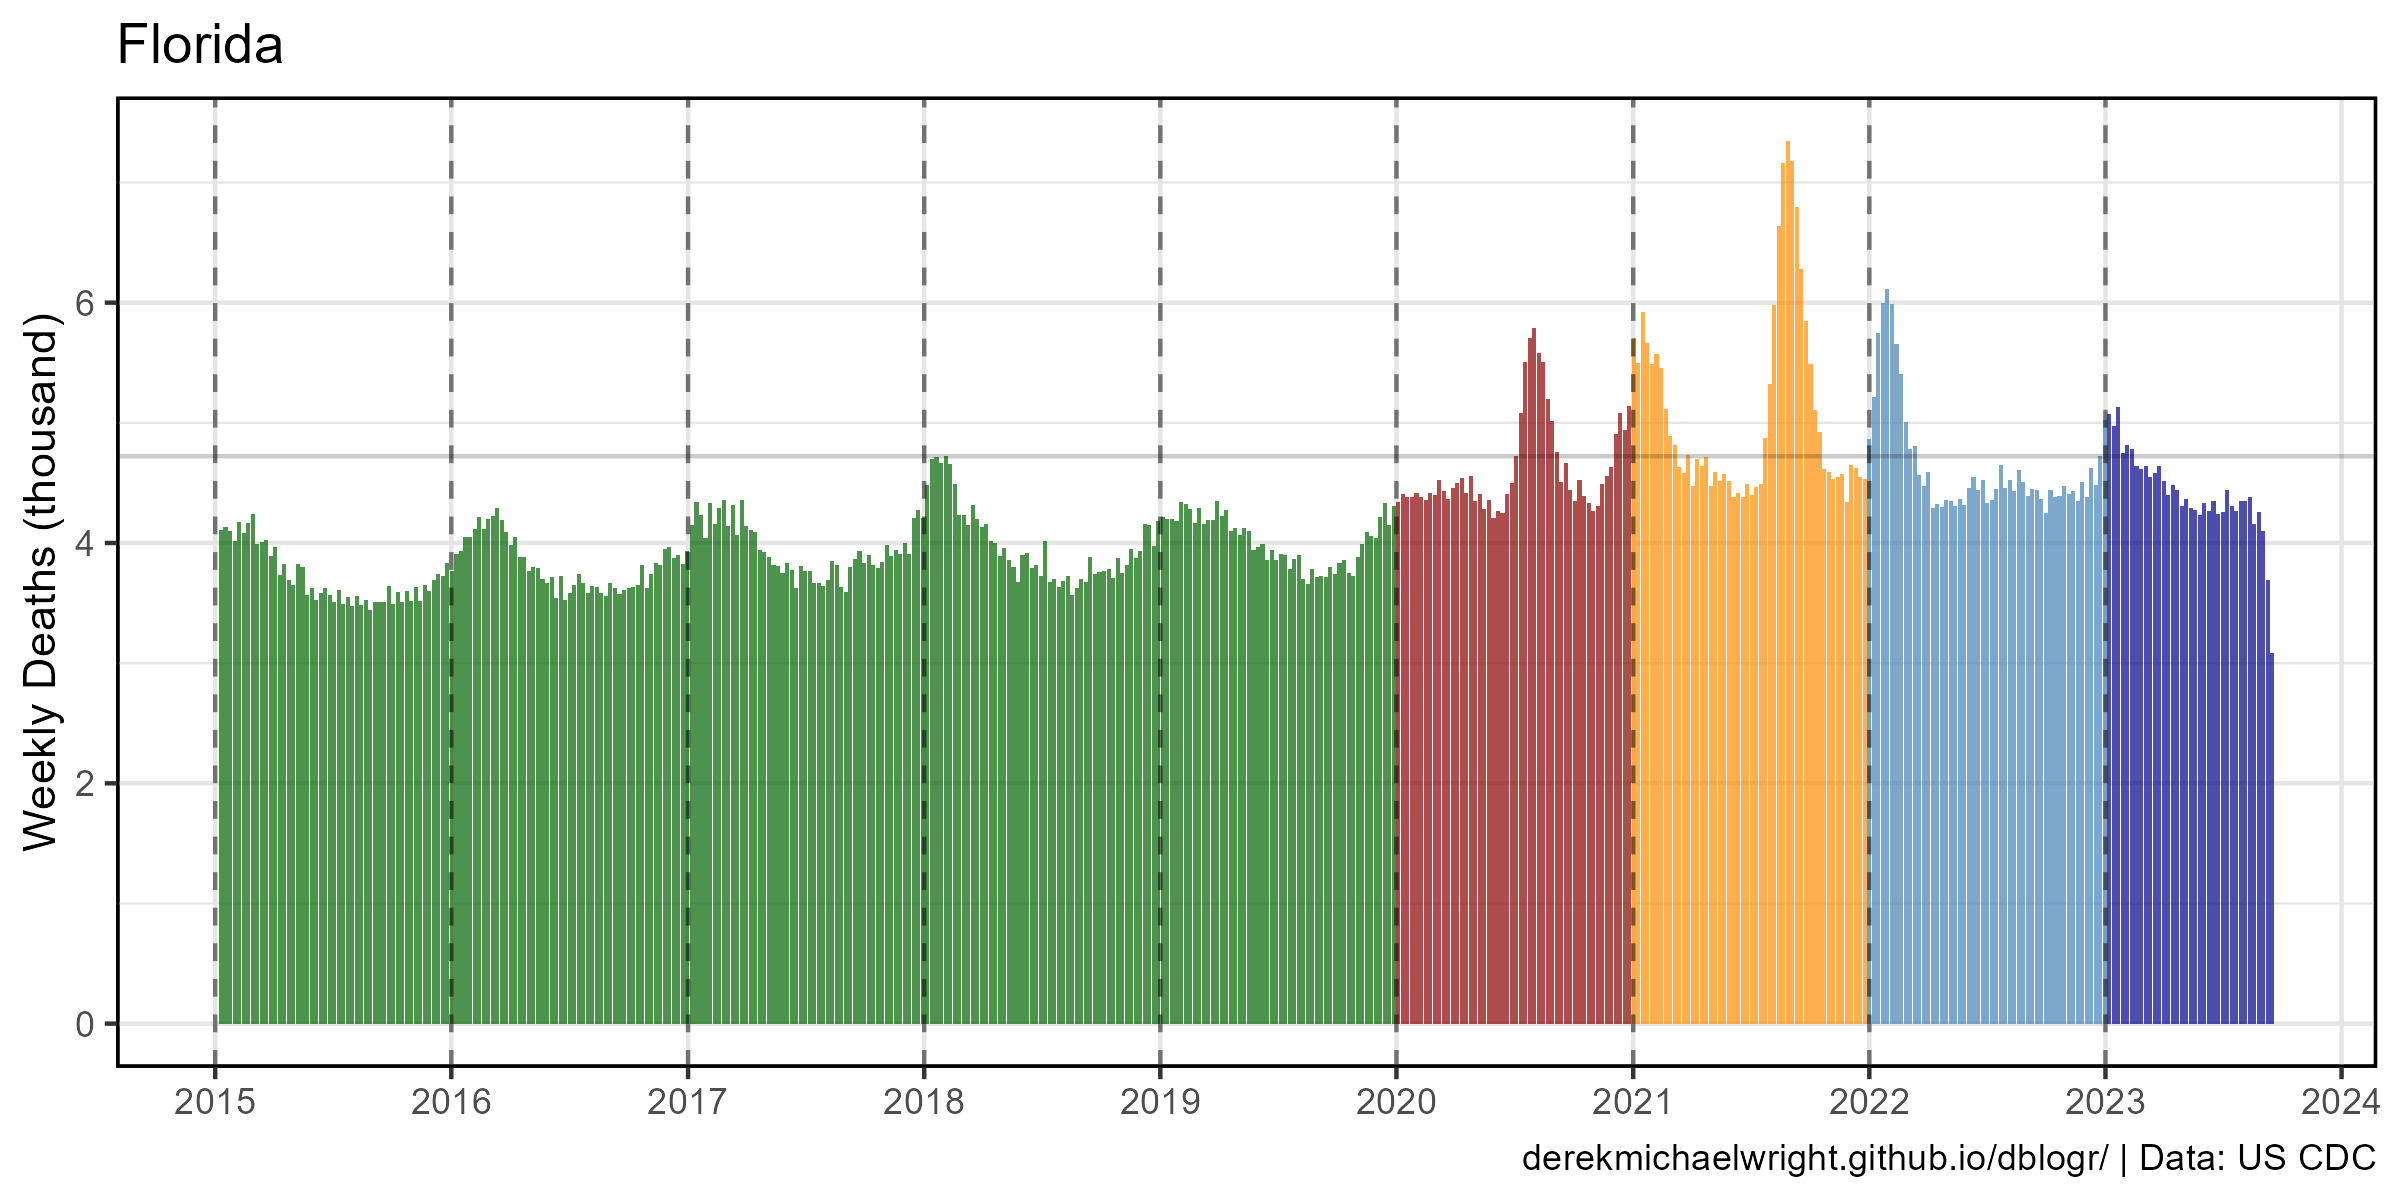 Florida
Weekly Deaths (thousand)
6
4
2
0
2015 2016 2017 2018 2019 2020 2021 2022 2023 2024
derekmichaelwright.github.io/dblogr/ | Data: US CDC